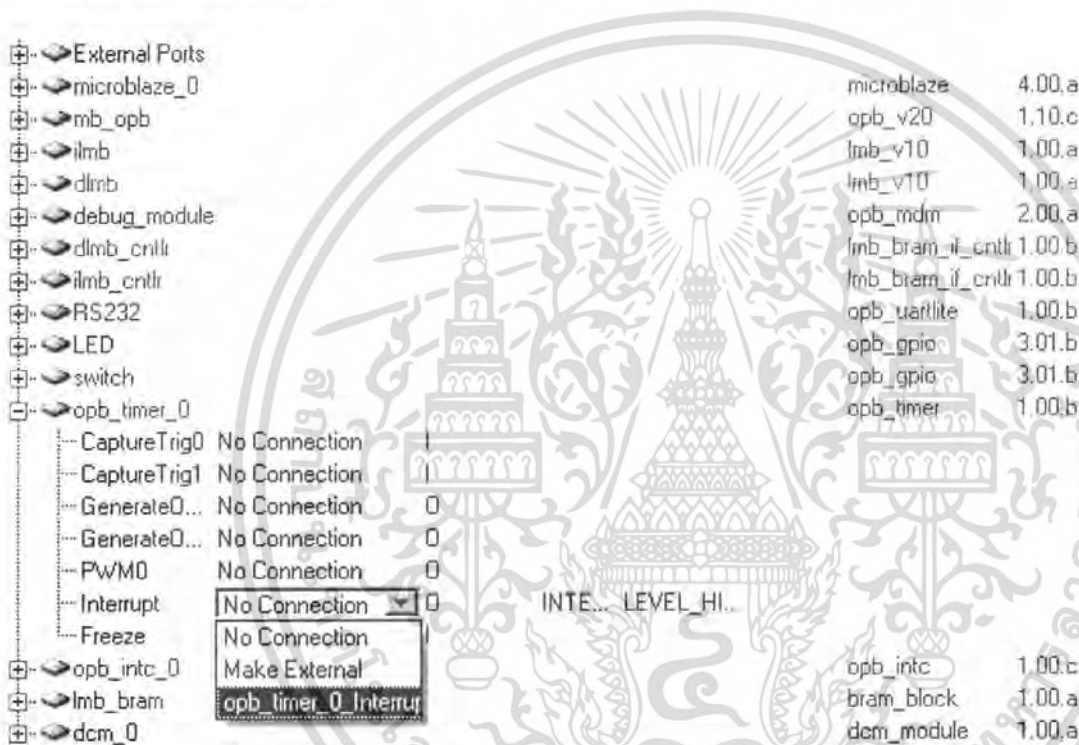 External Ports
microblaze_0 microblaze 4.00.a
mb_opb opb_v20 1.10.c
ilmb lmb_v10 1.00.a
dlmb lmb_v10 1.00.a
debug_module opb_mdm 2.00.a
dlmb_cntlr lmb_bram_if_cntlr 1.00.b
ilmb_cntlr lmb_bram_if_cntlr 1.00.b
RS232 opb_uartlite 1.00.b
LED opb_gpio 3.01.b
switch opb_gpio 3.01.b
opb_timer_0 opb_timer 1.00.b
CaptureTrig0 No Connection I
CaptureTrig1 No Connection I
GenerateO... No Connection O
GenerateO... No Connection O
PWM0 No Connection O
Interrupt No Connection O INTE... LEVEL_HI...
Freeze No Connection
opb_intc_0 Make External opb_intc 1.00.c
lmb_bram opb_timer_0_Interrup bram_block 1.00.a
dcm_0 dcm_module 1.00.a